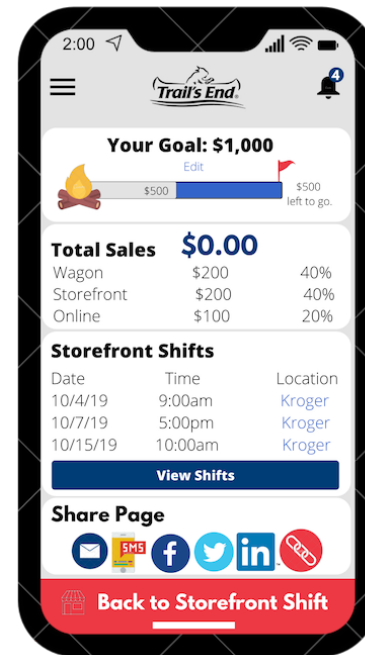 2:00
4
Trail's End
Your Goal: $1,000
Edit
$500
$500
left to go.
Total Sales $0.00
Wagon $200 40%
Storefront $200 40%
Online $100 20%
Storefront Shifts
Date Time Location
10/4/19 9:00am Kroger
10/7/19 5:00pm Kroger
10/15/19 10:00am Kroger
View Shifts
Share Page
SMS
f
in
Back to Storefront Shift